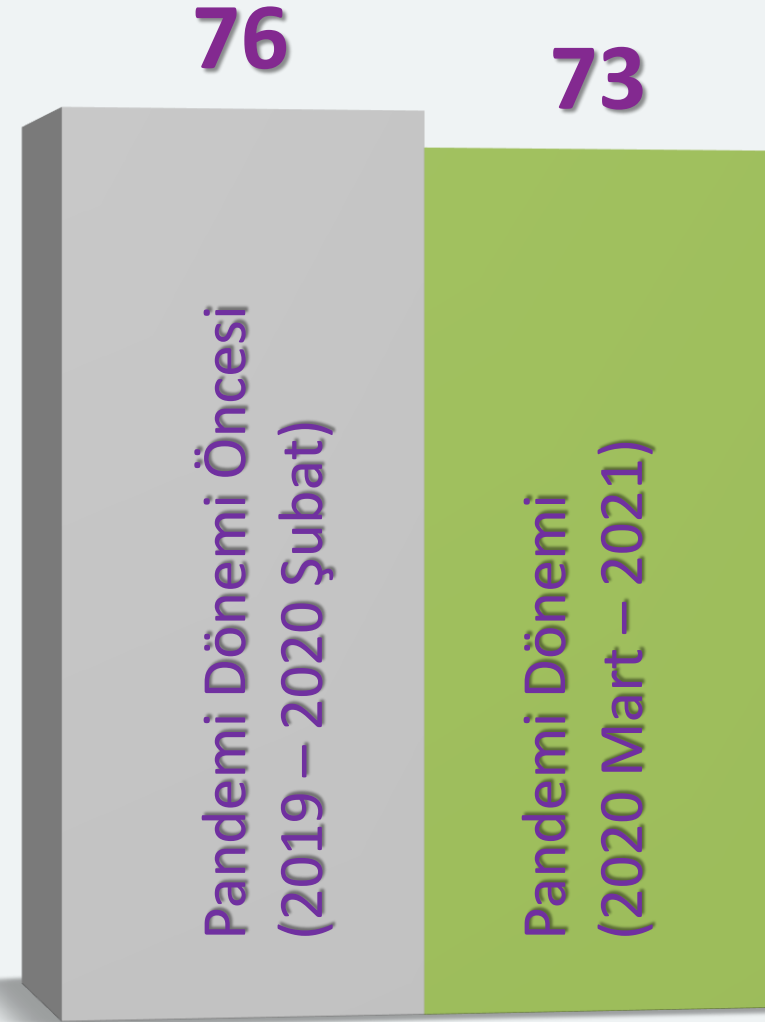 76
73
Pandemi Dönemi Öncesi
(2019 – 2020 Şubat)
Pandemi Dönemi
(2020 Mart – 2021)